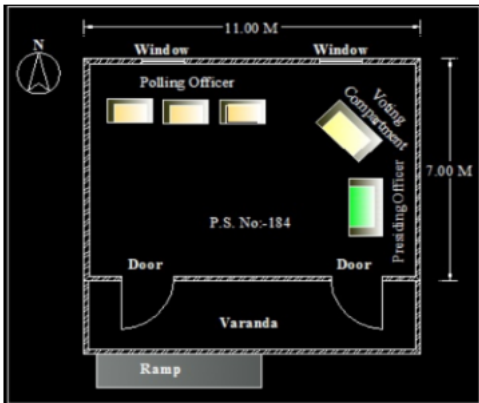 11.00 M
N
Window
Window
Polling Officer
Voting
Compartment
7.00 M
Presiding Officer
P.S. No:-184
Door
Door
Varanda
Ramp